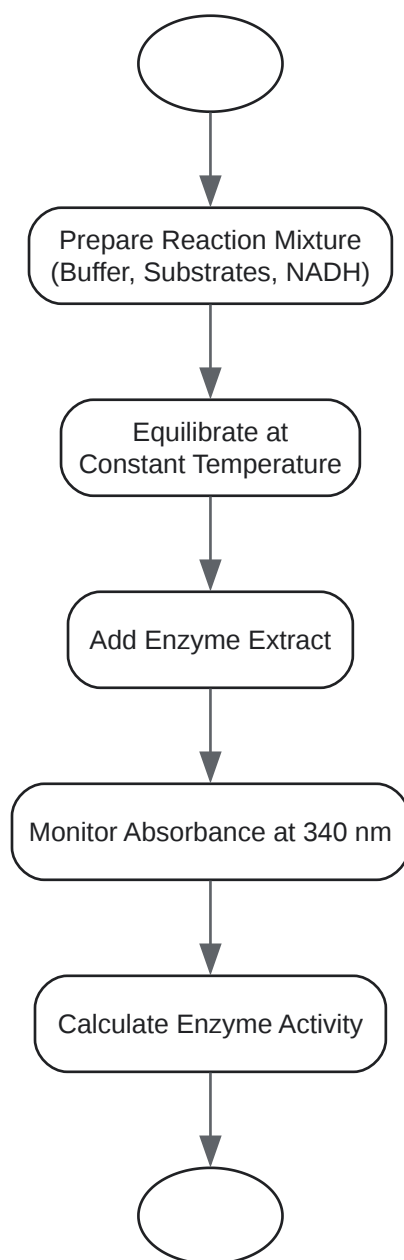 Prepare Reaction Mixture
(Buffer, Substrates, NADH)
Equilibrate at
Constant Temperature
Add Enzyme Extract
Monitor Absorbance at 340 nm
Calculate Enzyme Activity